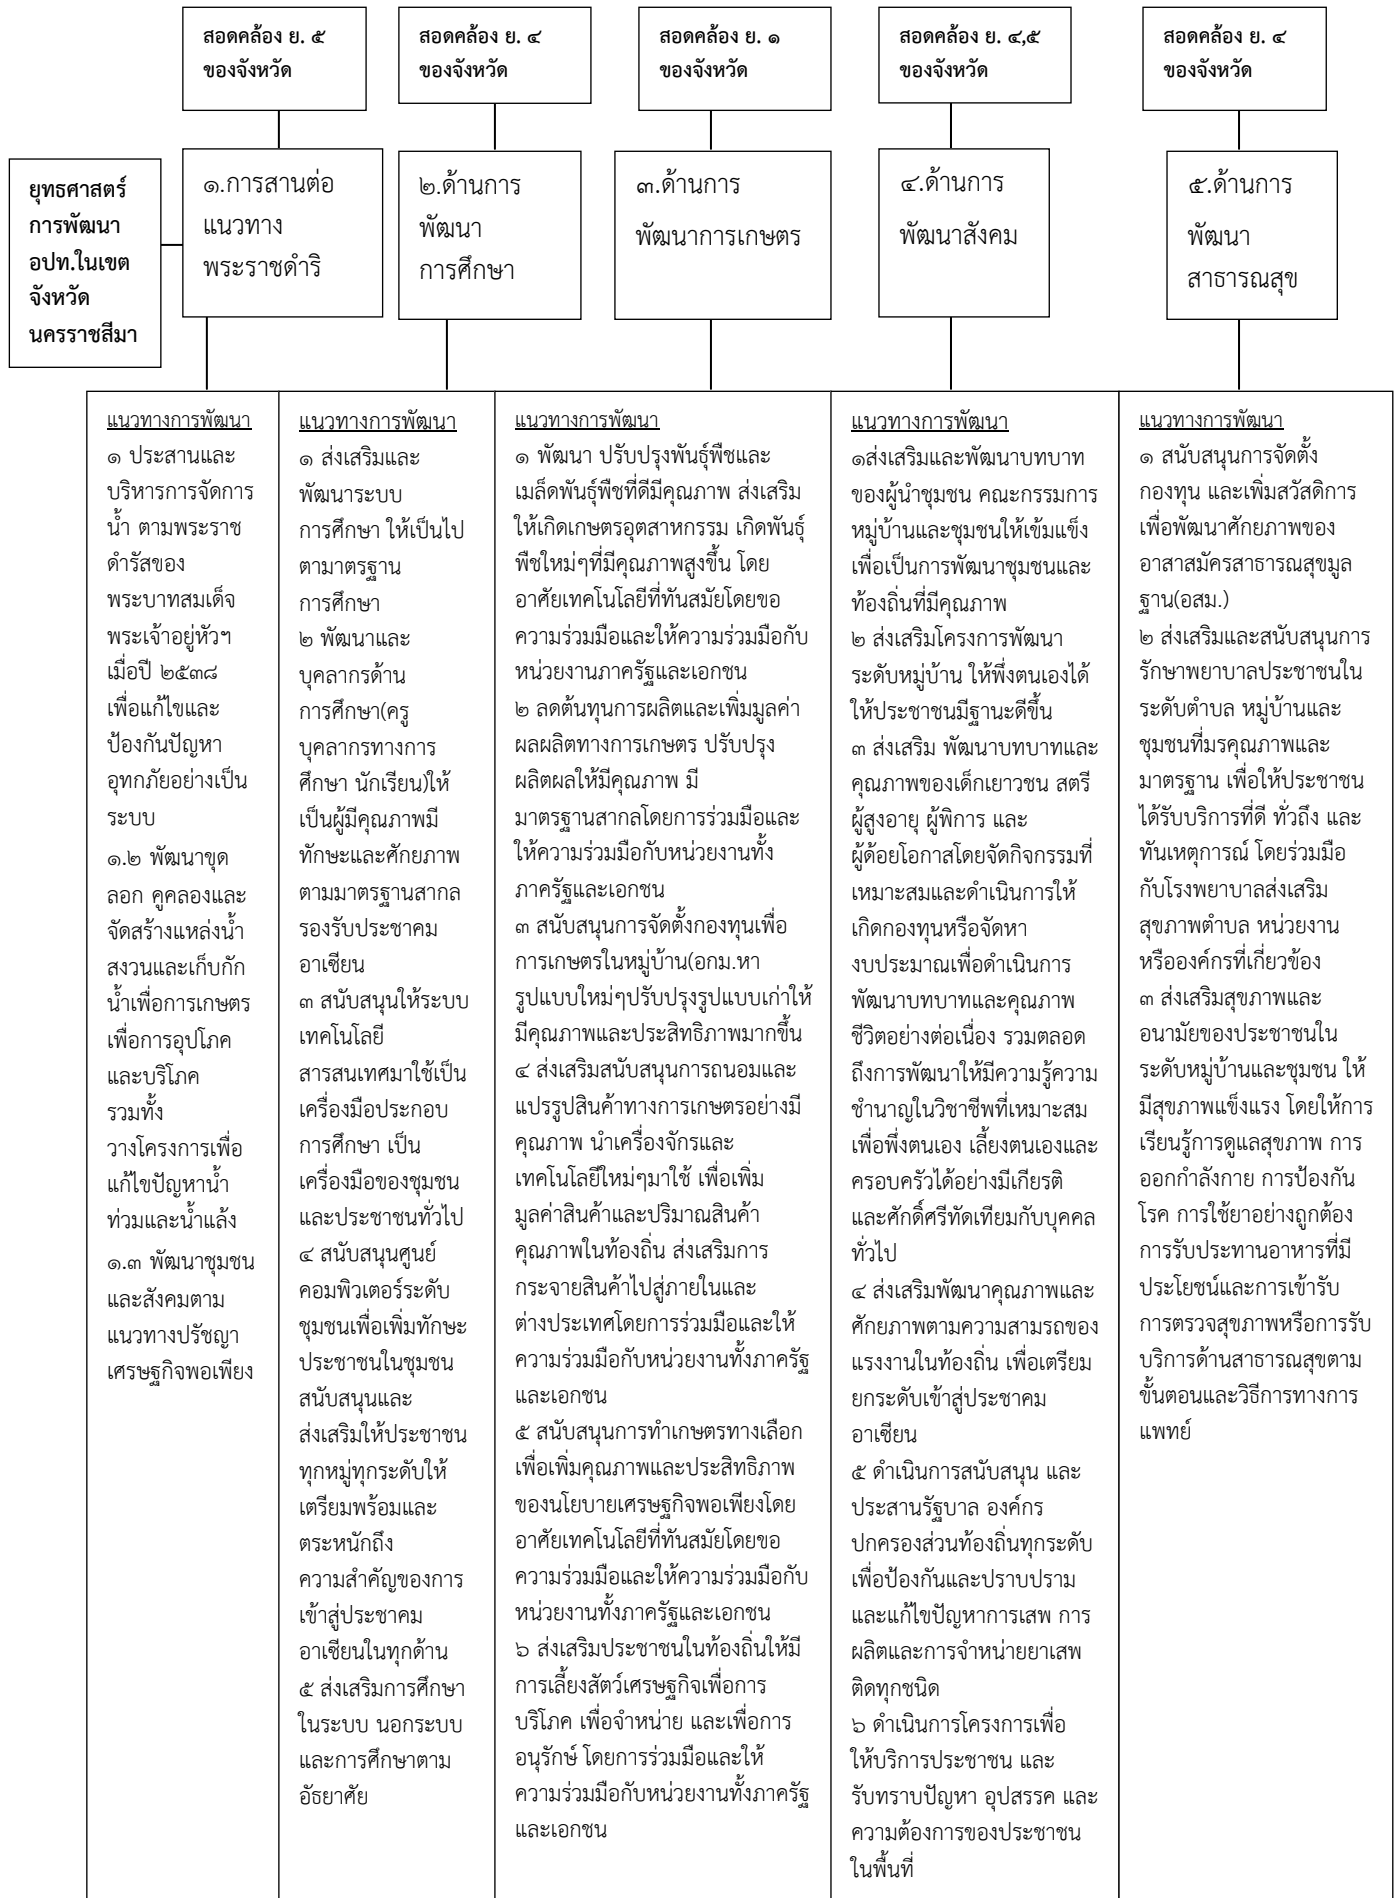 สอดคล้อง ย. ๕
ของจังหวัด
สอดคล้อง ย. ๔
ของจังหวัด
สอดคล้อง ย. ๑
ของจังหวัด
สอดคล้อง ย. ๔,๕
ของจังหวัด
สอดคล้อง ย. ๔
ของจังหวัด
ยุทธศาสตร์
การพัฒนา
อปท.ในเขต
จังหวัด
นครราชสีมา
๑.การสานต่อ
แนวทาง
พระราชดำริ
๒.ด้านการ
พัฒนา
การศึกษา
๓.ด้านการ
พัฒนาการเกษตร
๔.ด้านการ
พัฒนาสังคม
๕.ด้านการ
พัฒนา
สาธารณสุข
แนวทางการพัฒนา
๑ ประสานและ
บริหารการจัดการ
น้ำ ตามพระราช
ดำรัสของ
พระบาทสมเด็จ
พระเจ้าอยู่หัวฯ
เมื่อปี ๒๕๓๘
เพื่อแก้ไขและ
ป้องกันปัญหา
อุทกภัยอย่างเป็น
ระบบ
๑.๒ พัฒนาขุด
ลอก คูคลองและ
จัดสร้างแหล่งน้ำ
สงวนและเก็บกัก
น้ำเพื่อการเกษตร
เพื่อการอุปโภค
และบริโภค
รวมทั้ง
วางโครงการเพื่อ
แก้ไขปัญหาน้ำ
ท่วมและน้ำแล้ง
๑.๓ พัฒนาชุมชน
และสังคมตาม
แนวทางปรัชญา
เศรษฐกิจพอเพียง
แนวทางการพัฒนา
๑ ส่งเสริมและ
พัฒนาระบบ
การศึกษา ให้เป็นไป
ตามาตรฐาน
การศึกษา
๒ พัฒนาและ
บุคลากรด้าน
การศึกษา(ครู
บุคลากรทางการ
ศึกษา นักเรียน)ให้
เป็นผู้มีคุณภาพมี
ทักษะและศักยภาพ
ตามมาตรฐานสากล
รองรับประชาคม
อาเซียน
๓ สนับสนุนให้ระบบ
เทคโนโลยี
สารสนเทศมาใช้เป็น
เครื่องมือประกอบ
การศึกษา เป็น
เครื่องมือของชุมชน
และประชาชนทั่วไป
๔ สนับสนุนศูนย์
คอมพิวเตอร์ระดับ
ชุมชนเพื่อเพิ่มทักษะ
ประชาชนในชุมชน
สนับสนุนและ
ส่งเสริมให้ประชาชน
ทุกหมู่ทุกระดับให้
เตรียมพร้อมและ
ตระหนักถึง
ความสำคัญของการ
เข้าสู่ประชาคม
อาเซียนในทุกด้าน
๕ ส่งเสริมการศึกษา
ในระบบ นอกระบบ
และการศึกษาตาม
อัธยาศัย
แนวทางการพัฒนา
๑ พัฒนา ปรับปรุงพันธุ์พืชและ
เมล็ดพันธุ์พืชที่ดีมีคุณภาพ ส่งเสริม
ให้เกิดเกษตรอุตสาหกรรม เกิดพันธุ์
พืชใหม่ๆที่มีคุณภาพสูงขึ้น โดย
อาศัยเทคโนโลยีที่ทันสมัยโดยขอ
ความร่วมมือและให้ความร่วมมือกับ
หน่วยงานภาครัฐและเอกชน
๒ ลดต้นทุนการผลิตและเพิ่มมูลค่า
ผลผลิตทางการเกษตร ปรับปรุง
ผลิตผลให้มีคุณภาพ มี
มาตรฐานสากลโดยการร่วมมือและ
ให้ความร่วมมือกับหน่วยงานทั้ง
ภาครัฐและเอกชน
๓ สนับสนุนการจัดตั้งกองทุนเพื่อ
การเกษตรในหมู่บ้าน(อกม.หา
รูปแบบใหม่ๆปรับปรุงรูปแบบเก่าให้
มีคุณภาพและประสิทธิภาพมากขึ้น
๔ ส่งเสริมสนับสนุนการถนอมและ
แปรรูปสินค้าทางการเกษตรอย่างมี
คุณภาพ นำเครื่องจักรและ
เทคโนโลยีใหม่ๆมาใช้ เพื่อเพิ่ม
มูลค่าสินค้าและปริมาณสินค้า
คุณภาพในท้องถิ่น ส่งเสริมการ
กระจายสินค้าไปสู่ภายในและ
ต่างประเทศโดยการร่วมมือและให้
ความร่วมมือกับหน่วยงานทั้งภาครัฐ
และเอกชน
๕ สนับสนุนการทำเกษตรทางเลือก
เพื่อเพิ่มคุณภาพและประสิทธิภาพ
ของนโยบายเศรษฐกิจพอเพียงโดย
อาศัยเทคโนโลยีที่ทันสมัยโดยขอ
ความร่วมมือและให้ความร่วมมือกับ
หน่วยงานทั้งภาครัฐและเอกชน
๖ ส่งเสริมประชาชนในท้องถิ่นให้มี
การเลี้ยงสัตว์เศรษฐกิจเพื่อการ
บริโภค เพื่อจำหน่าย และเพื่อการ
อนุรักษ์ โดยการร่วมมือและให้
ความร่วมมือกับหน่วยงานทั้งภาครัฐ
และเอกชน
แนวทางการพัฒนา
๑ส่งเสริมและพัฒนาบทบาท
ของผู้นำชุมชน คณะกรรมการ
หมู่บ้านและชุมชนให้เข้มแข็ง
เพื่อเป็นการพัฒนาชุมชนและ
ท้องถิ่นที่มีคุณภาพ
๒ ส่งเสริมโครงการพัฒนา
ระดับหมู่บ้าน ให้พึ่งตนเองได้
ให้ประชาชนมีฐานะดีขึ้น
๓ ส่งเสริม พัฒนาบทบาทและ
คุณภาพของเด็กเยาวชน สตรี
ผู้สูงอายุ ผู้พิการ และ
ผู้ด้อยโอกาสโดยจัดกิจกรรมที่
เหมาะสมและดำเนินการให้
เกิดกองทุนหรือจัดหา
งบประมาณเพื่อดำเนินการ
พัฒนาบทบาทและคุณภาพ
ชีวิตอย่างต่อเนื่อง รวมตลอด
ถึงการพัฒนาให้มีความรู้ความ
ชำนาญในวิชาชีพที่เหมาะสม
เพื่อพึ่งตนเอง เลี้ยงตนเองและ
ครอบครัวได้อย่างมีเกียรติ
และศักดิ์ศรีทัดเทียมกับบุคคล
ทั่วไป
๔ ส่งเสริมพัฒนาคุณภาพและ
ศักยภาพตามความสามรถของ
แรงงานในท้องถิ่น เพื่อเตรียม
ยกระดับเข้าสู่ประชาคม
อาเซียน
๕ ดำเนินการสนับสนุน และ
ประสานรัฐบาล องค์กร
ปกครองส่วนท้องถิ่นทุกระดับ
เพื่อป้องกันและปราบปราม
และแก้ไขปัญหาการเสพ การ
ผลิตและการจำหน่ายยาเสพ
ติดทุกชนิด
๖ ดำเนินการโครงการเพื่อ
ให้บริการประชาชน และ
รับทราบปัญหา อุปสรรค และ
ความต้องการของประชาชน
ในพื้นที่
แนวทางการพัฒนา
๑ สนับสนุนการจัดตั้ง
กองทุน และเพิ่มสวัสดิการ
เพื่อพัฒนาศักยภาพของ
อาสาสมัครสาธารณสุขมูล
ฐาน(อสม.)
๒ ส่งเสริมและสนับสนุนการ
รักษาพยาบาลประชาชนใน
ระดับตำบล หมู่บ้านและ
ชุมชนที่มรคุณภาพและ
มาตรฐาน เพื่อให้ประชาชน
ได้รับบริการที่ดี ทั่วถึง และ
ทันเหตุการณ์ โดยร่วมมือ
กับโรงพยาบาลส่งเสริม
สุขภาพตำบล หน่วยงาน
หรือองค์กรที่เกี่ยวข้อง
๓ ส่งเสริมสุขภาพและ
อนามัยของประชาชนใน
ระดับหมู่บ้านและชุมชน ให้
มีสุขภาพแข็งแรง โดยให้การ
เรียนรู้การดูแลสุขภาพ การ
ออกกำลังกาย การป้องกัน
โรค การใช้ยาอย่างถูกต้อง
การรับประทานอาหารที่มี
ประโยชน์และการเข้ารับ
การตรวจสุขภาพหรือการรับ
บริการด้านสาธารณสุขตาม
ขั้นตอนและวิธีการทางการ
แพทย์